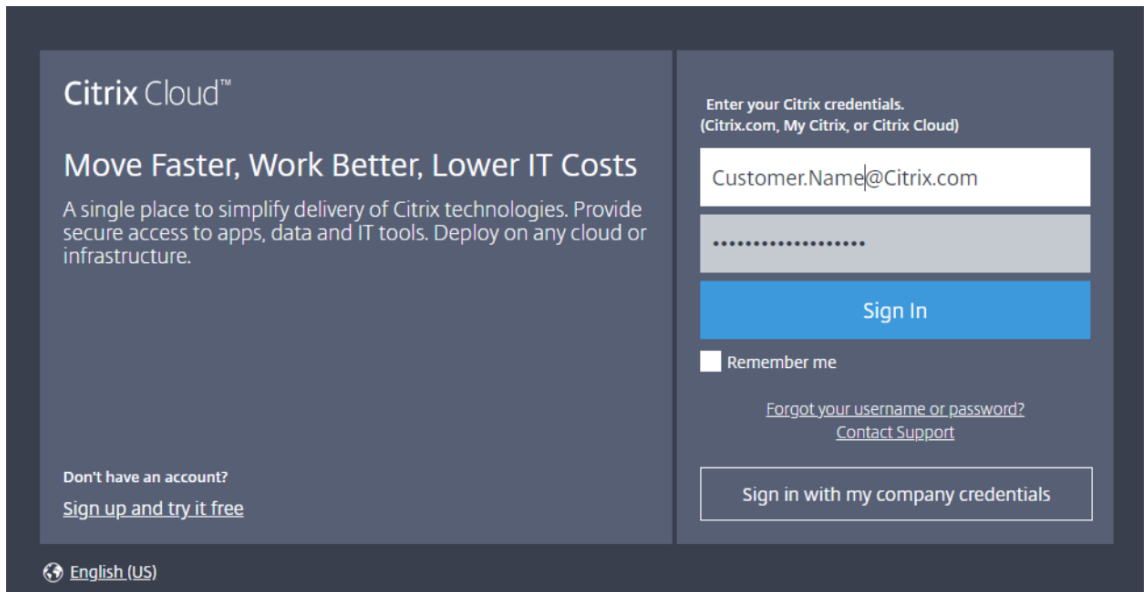 Citrix Cloud™
Move Faster, Work Better, Lower IT Costs
A single place to simplify delivery of Citrix technologies. Provide
secure access to apps, data and IT tools. Deploy on any cloud or
infrastructure.
Don't have an account?
Sign up and try it free
Enter your Citrix credentials.
(Citrix.com, My Citrix, or Citrix Cloud)
Customer.Name@Citrix.com
•••••••••••••••••••
Sign In
Remember me
Forgot your username or password?
Contact Support
Sign in with my company credentials
English (US)